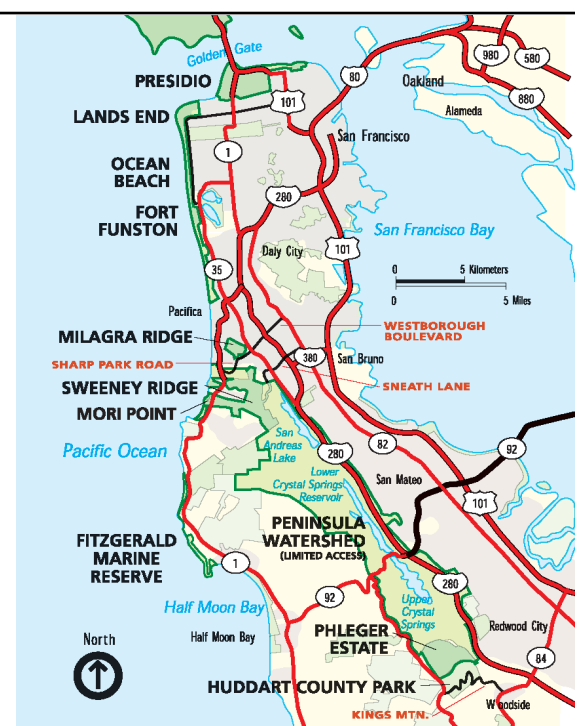 Golden Gate
980
580
80
Oakland
880
PRESIDIO
101
Alameda
LANDS END
San Francisco
1
OCEAN
BEACH
280
FORT
FUNSTON
San Francisco Bay
101
Daly City
35
0 5 Kilometers
0 5 Miles
Pacifica
WESTBOROUGH
BOULEVARD
MILAGRA RIDGE
380
San Bruno
SHARP PARK ROAD
SNEATH LANE
SWEENEY RIDGE
MORI POINT
San
Andreas
Lake
82
92
Pacific Ocean
280
Lower
Crystal Springs
Reservoir
San Mateo
101
PENINSULA
WATERSHED
(LIMITED ACCESS)
FITZGERALD
MARINE
RESERVE
1
280
92
Half Moon Bay
Upper
Crystal
Springs
Half Moon Bay
Redwood City
North
PHLEGER
ESTATE
84
HUDDART COUNTY PARK
Woodside
KINGS MTN.